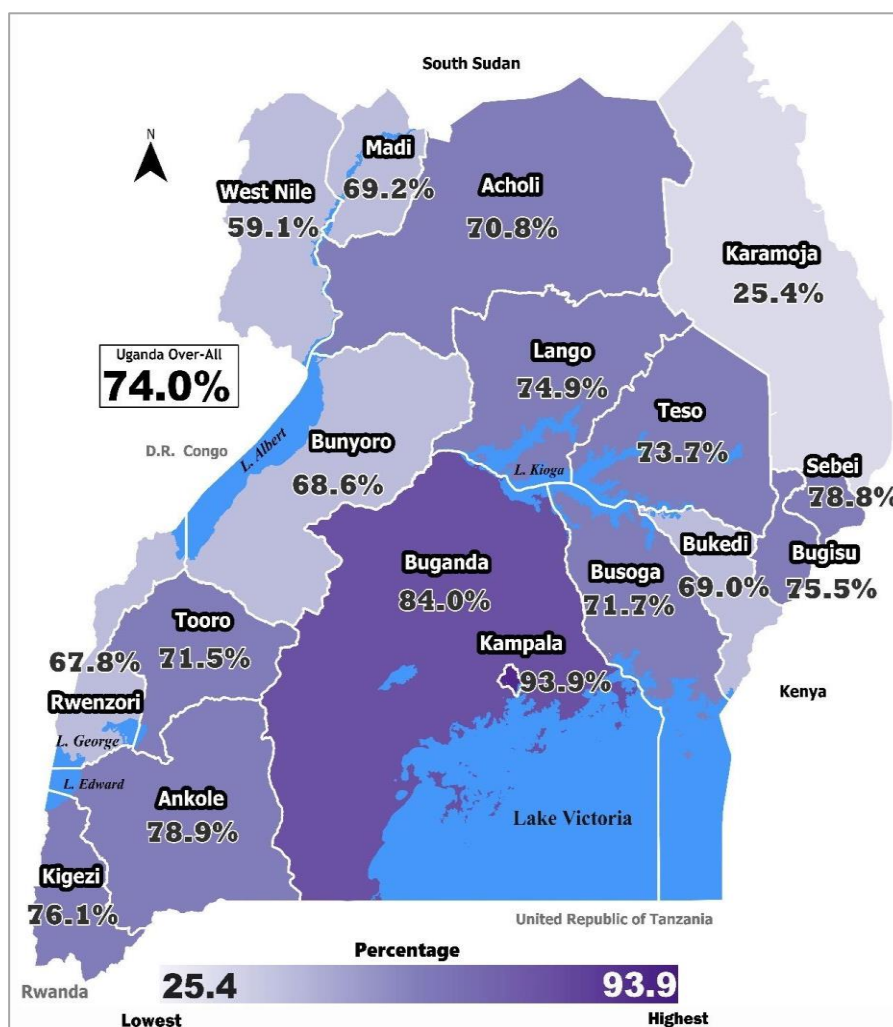 South Sudan
N
Madi
69.2%
West Nile
59.1%
Acholi
70.8%
Karamoja
25.4%
Uganda Over-All
74.0%
Lango
74.9%
Teso
73.7%
D.R. Congo
L. Albert
Bunyoro
68.6%
L. Kioga
Sebei
78.8%
Buganda
84.0%
Busoga
71.7%
Bukedi
69.0%
Bugisu
75.5%
Tooro
71.5%
Kampala
93.9%
67.8%
Rwenzori
Kenya
L. George
L. Edward
Ankole
78.9%
Lake Victoria
Kigezi
76.1%
United Republic of Tanzania
Percentage
25.4
93.9
Rwanda
Lowest
Highest